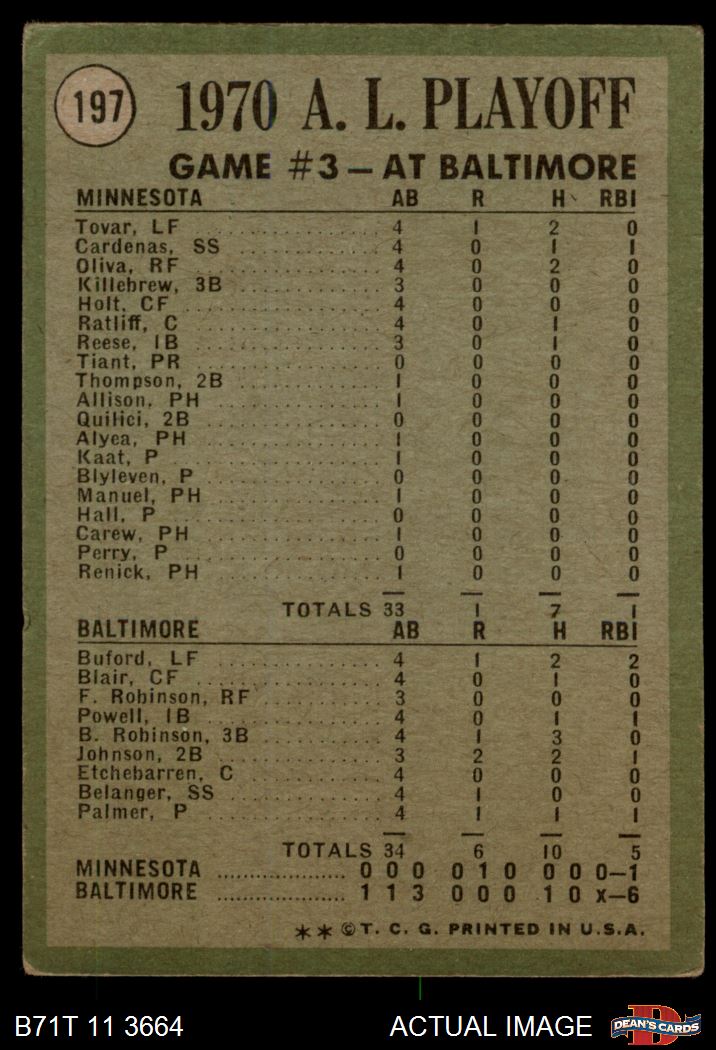 197
1970 A. L. PLAYOFF
GAME #3 – AT BALTIMORE
MINNESOTA AB R H RBI
Tovar, LF 4 1 2 0
Cardenas, SS 4 0 1 1
Oliva, RF 4 0 2 0
Killebrew, 3B 3 0 0 0
Holt, CF 4 0 0 0
Ratliff, C 4 0 1 0
Reese, 1B 3 0 1 0
Tiant, PR 0 0 0 0
Thompson, 2B 1 0 0 0
Allison, PH 1 0 0 0
Quilici, 2B 0 0 0 0
Alyea, PH 1 0 0 0
Kaat, P 1 0 0 0
Blyleven, P 0 0 0 0
Manuel, PH 1 0 0 0
Hall, P 0 0 0 0
Carew, PH 1 0 0 0
Perry, P 0 0 0 0
Renick, PH 1 0 0 0
TOTALS 33 1 7 1
BALTIMORE AB R H RBI
Buford, LF 4 1 2 2
Blair, CF 4 0 1 0
F. Robinson, RF 3 0 0 0
Powell, 1B 4 0 1 1
B. Robinson, 3B 4 1 3 0
Johnson, 2B 3 2 2 1
Etchebarren, C 4 0 0 0
Belanger, SS 4 1 0 0
Palmer, P 4 1 1 1
TOTALS 34 6 10 5
MINNESOTA 0 0 0 0 1 0 0 0 0–1
BALTIMORE 1 1 3 0 0 0 1 0 x–6
** © T. C. G. PRINTED IN U.S.A.
B71T 11 3664 ACTUAL IMAGE
D
DEAN'S CARDS